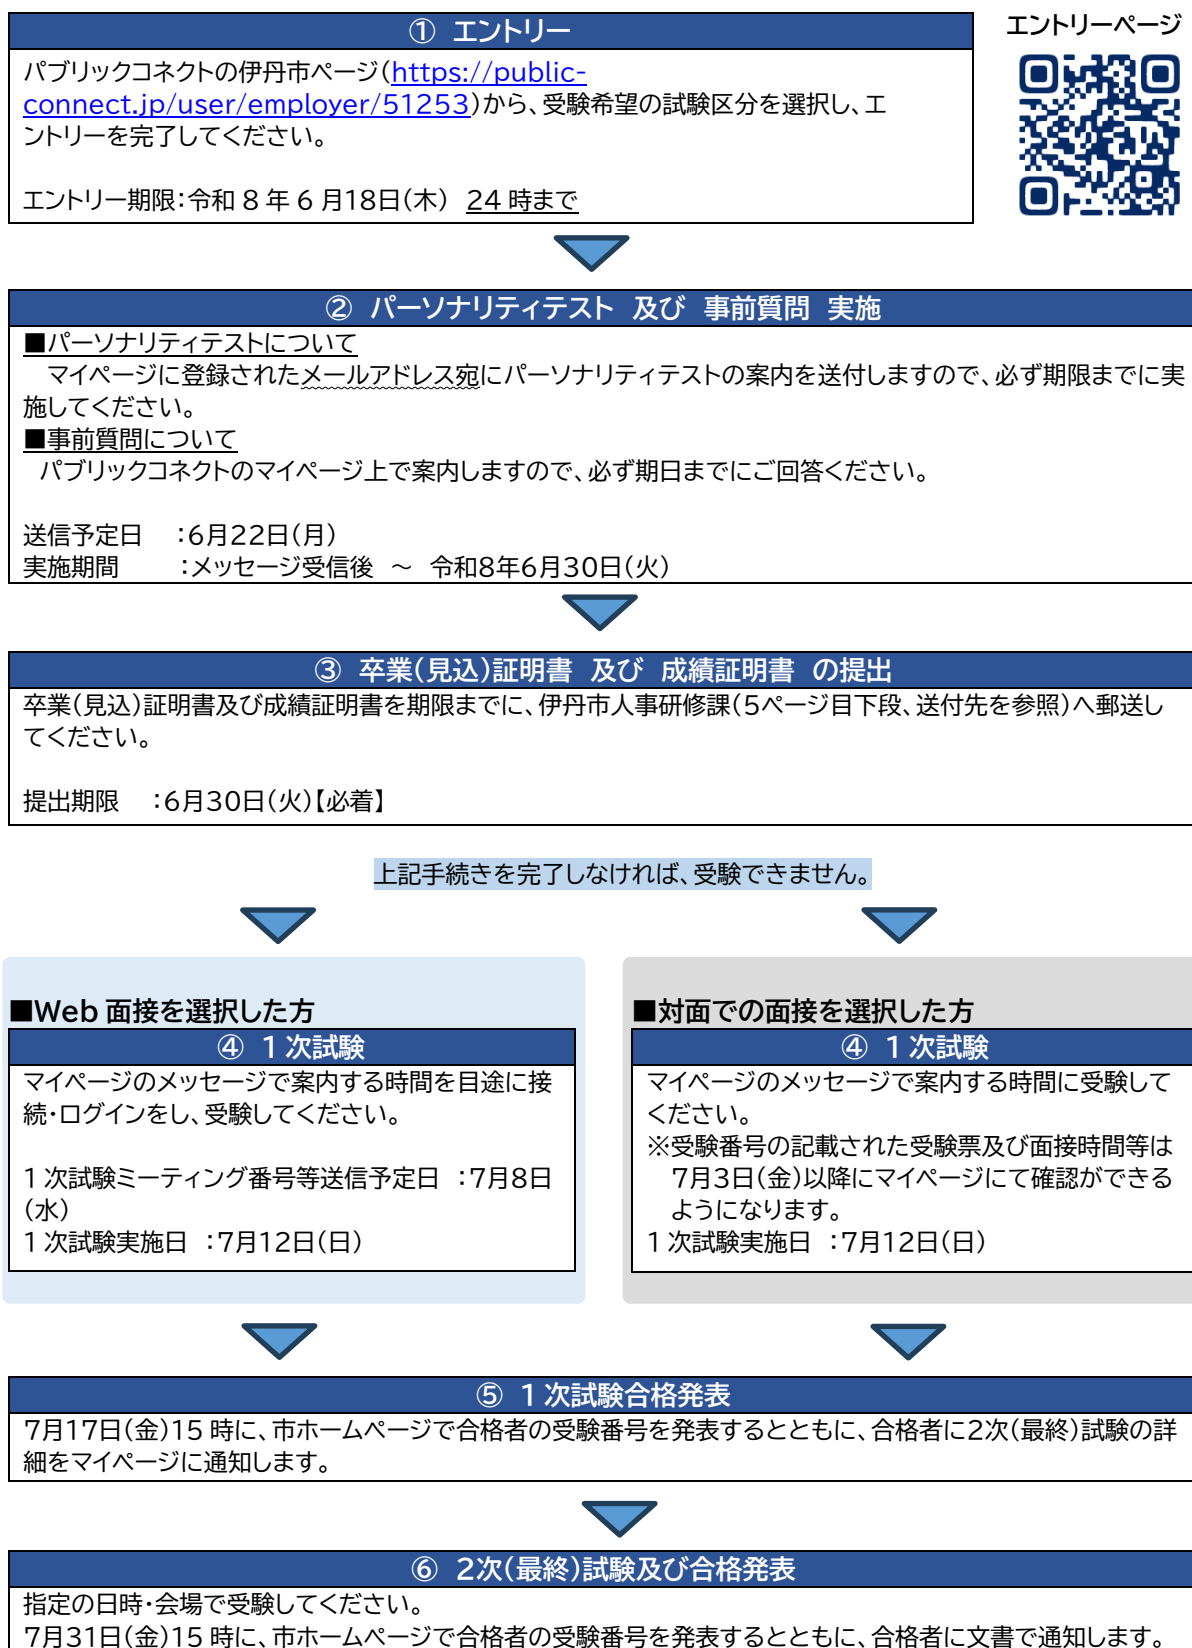 ① エントリー
エントリーページ
パブリックコネクトの伊丹市ページ(https://public-
connect.jp/user/employer/51253)から、受験希望の試験区分を選択し、エ
ントリーを完了してください。
エントリー期限:令和8年6月18日(木) 24時まで
② パーソナリティテスト 及び 事前質問 実施
■パーソナリティテストについて
マイページに登録されたメールアドレス宛にパーソナリティテストの案内を送付しますので、必ず期限までに実
施してください。
■事前質問について
パブリックコネクトのマイページ上で案内しますので、必ず期日までにご回答ください。
送信予定日 :6月22日(月)
実施期間 :メッセージ受信後 ~ 令和8年6月30日(火)
③ 卒業(見込)証明書 及び 成績証明書 の提出
卒業(見込)証明書及び成績証明書を期限までに、伊丹市人事研修課(5ページ目下段、送付先を参照)へ郵送し
てください。
提出期限 :6月30日(火)【必着】
上記手続きを完了しなければ、受験できません。
■Web面接を選択した方
④ 1次試験
マイページのメッセージで案内する時間を目途に接
続・ログインをし、受験してください。
1次試験ミーティング番号等送信予定日 :7月8日
(水)
1次試験実施日 :7月12日(日)
■対面での面接を選択した方
④ 1次試験
マイページのメッセージで案内する時間に受験して
ください。
※受験番号の記載された受験票及び面接時間等は
7月3日(金)以降にマイページにて確認ができる
ようになります。
1次試験実施日 :7月12日(日)
⑤ 1次試験合格発表
7月17日(金)15時に、市ホームページで合格者の受験番号を発表するとともに、合格者に2次(最終)試験の詳
細をマイページに通知します。
⑥ 2次(最終)試験及び合格発表
指定の日時・会場で受験してください。
7月31日(金)15時に、市ホームページで合格者の受験番号を発表するとともに、合格者に文書で通知します。